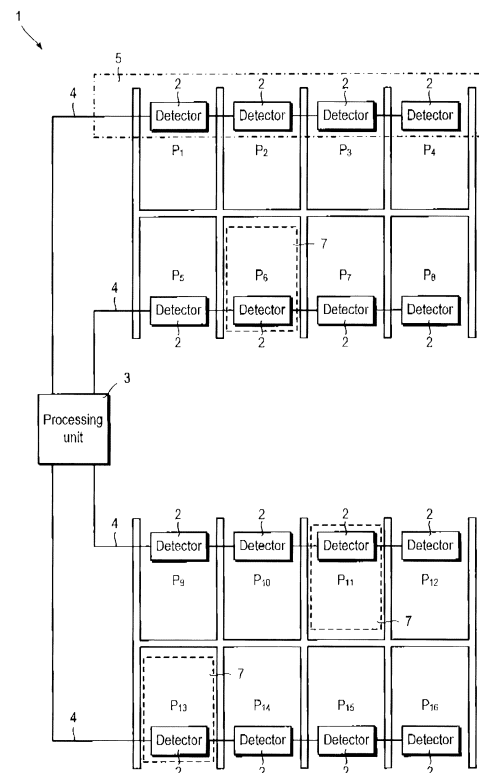 1
5
4
2 2 2 2
Detector Detector Detector Detector
P1 P2 P3 P4
7
P5 P6 P7 P8
4
Detector Detector Detector Detector
2 2 2 2
3
Processing
unit
2 2 2 2
4
Detector Detector Detector Detector
P9 P10 P11 P12
7
7
P13 P14 P15 P16
4
Detector Detector Detector Detector
2 2 2 2